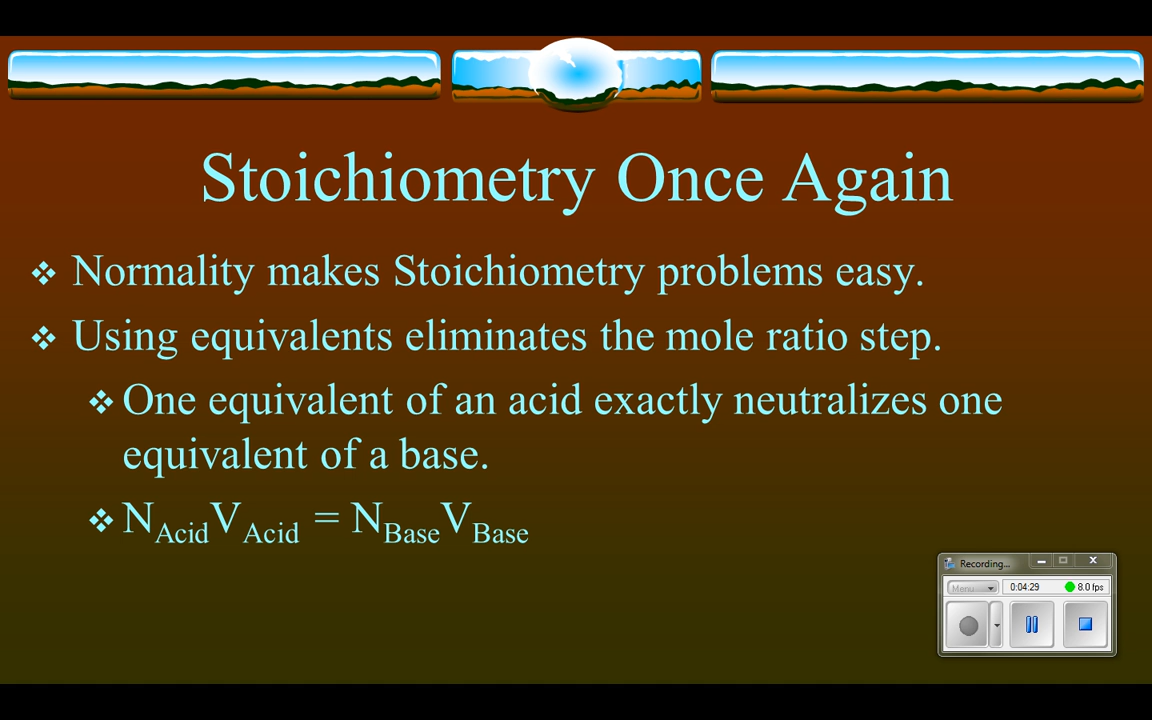 Stoichiometry Once Again
❖ Normality makes Stoichiometry problems easy.
❖ Using equivalents eliminates the mole ratio step.
❖ One equivalent of an acid exactly neutralizes one
equivalent of a base.
❖ N_Acid V_Acid = N_Base V_Base
Recording...
Menu 0:04:29 8.0 fps